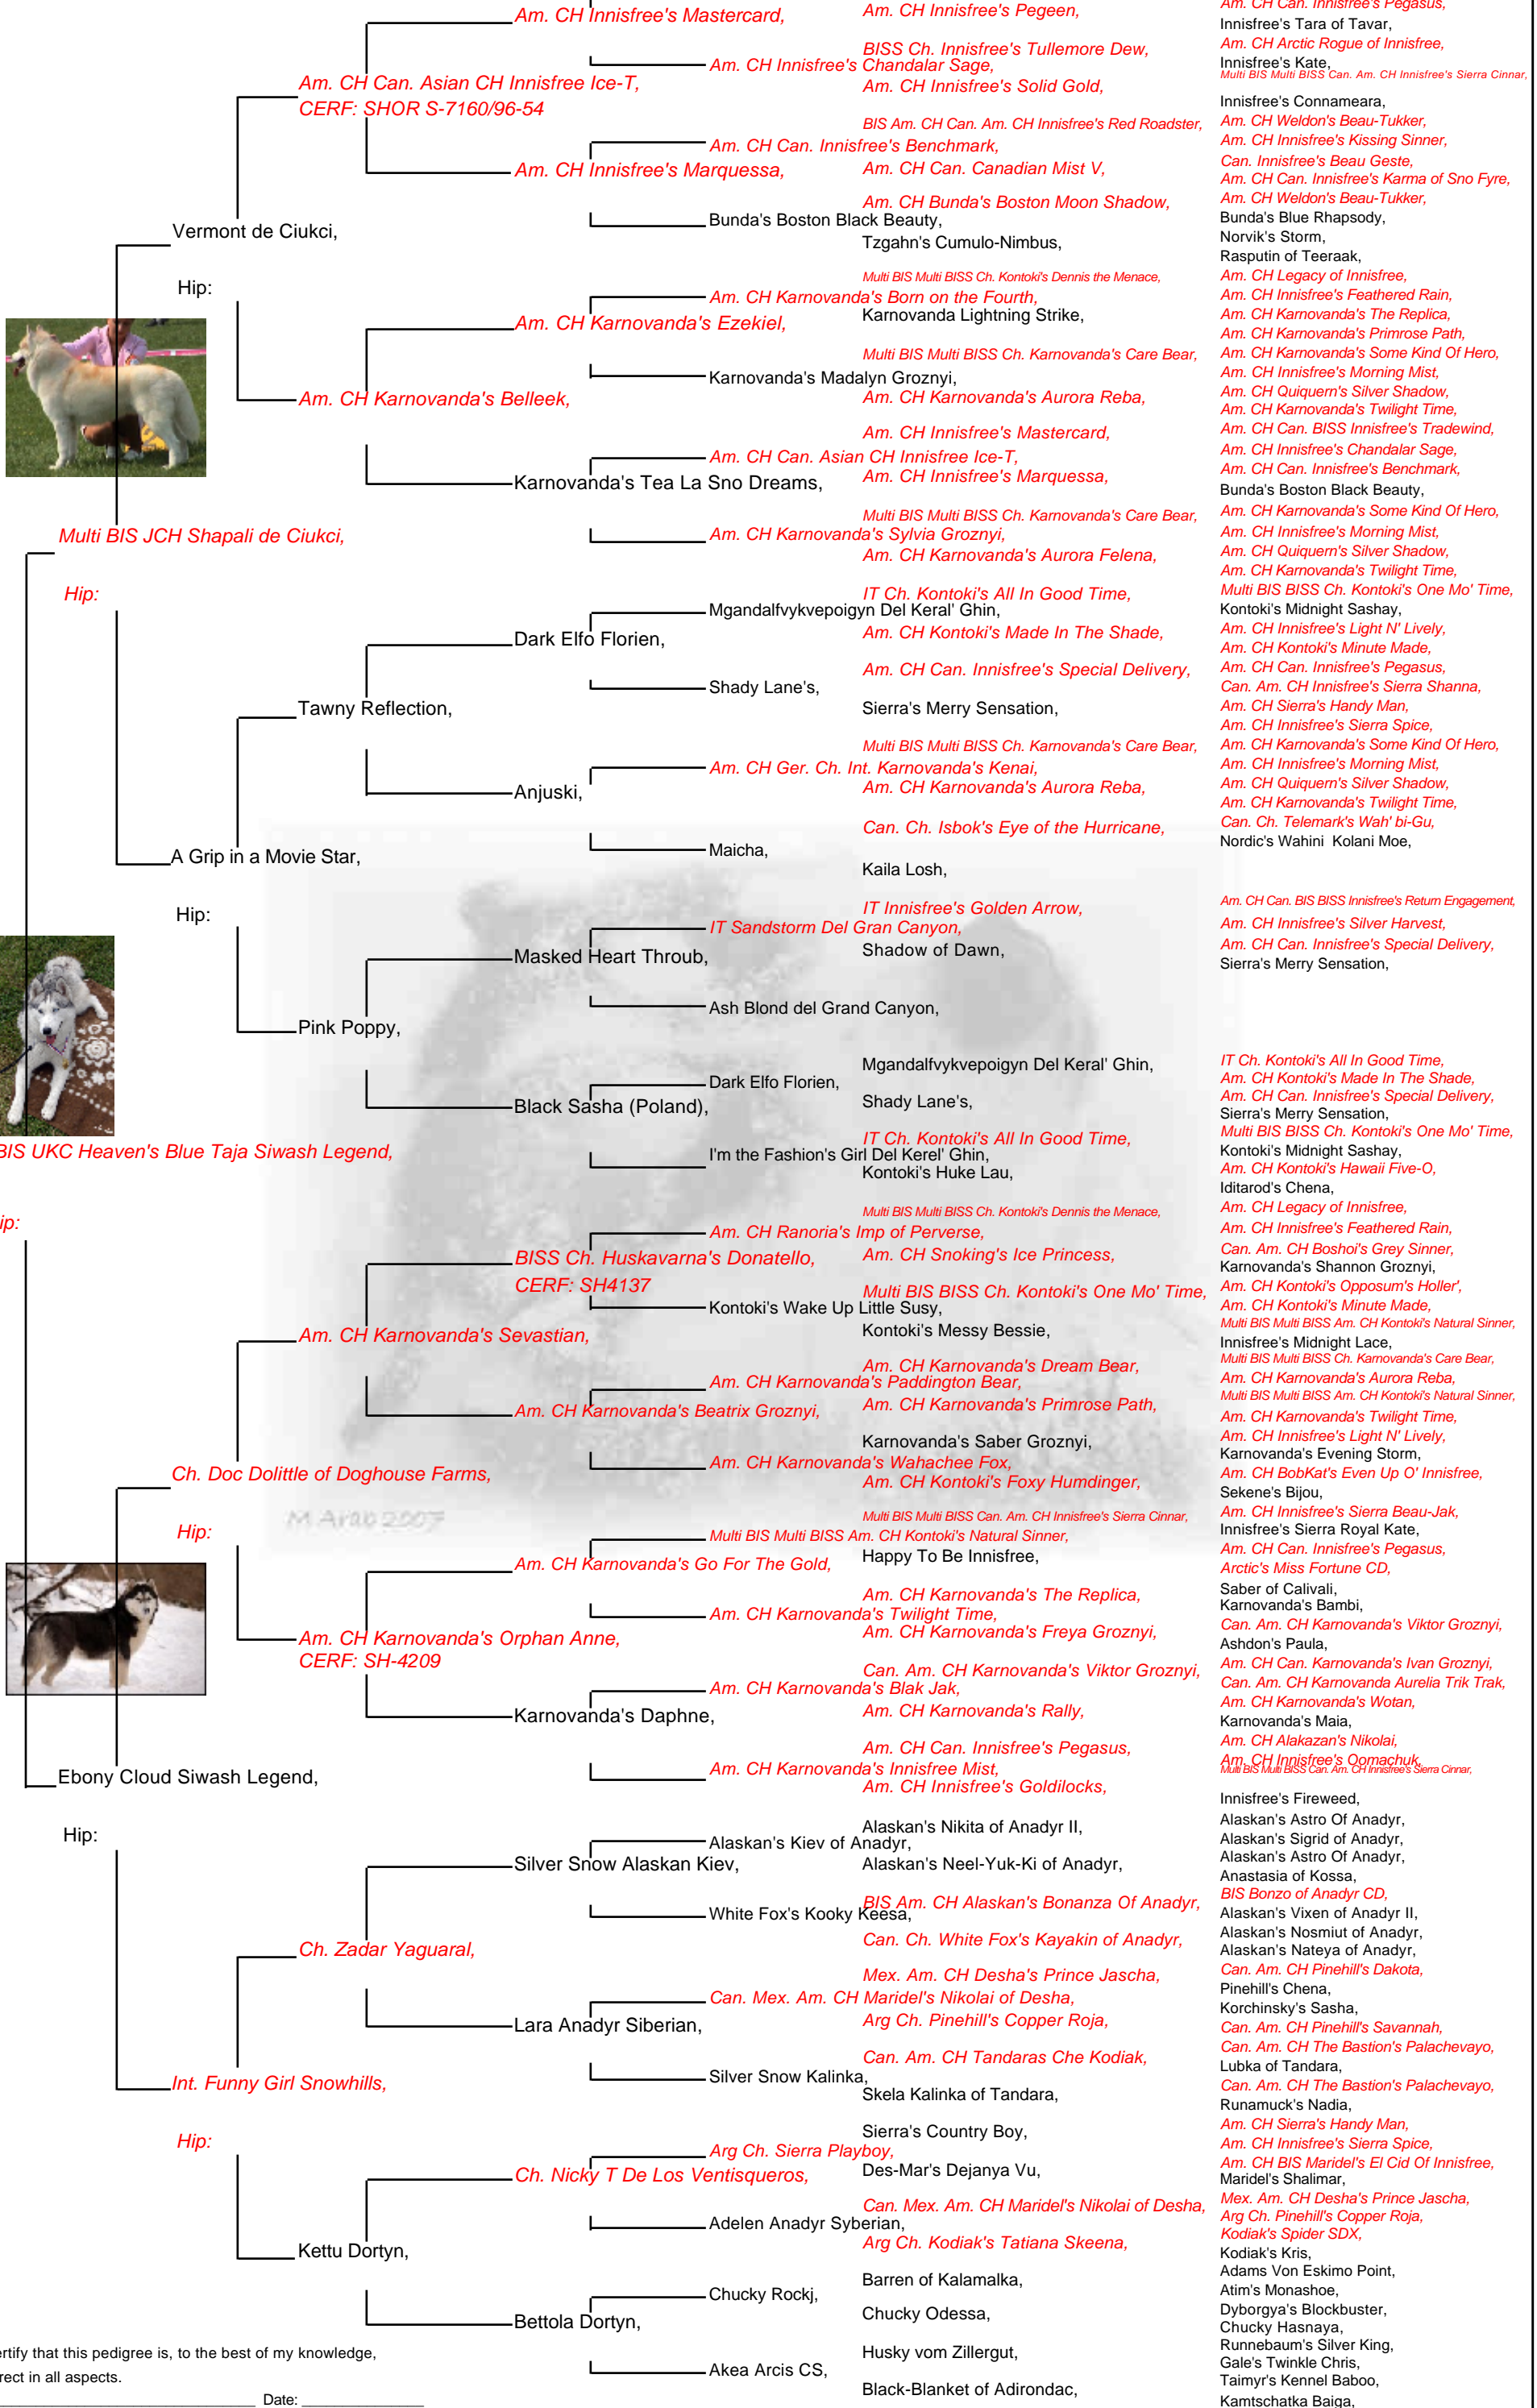 Am. CH Innisfree's Mastercard,
Am. CH Can. Asian CH Innisfree Ice-T,
CERF: SHOR S-7160/96-54
Am. CH Innisfree's Marquessa,
Vermont de Ciukci,
Hip:
Am. CH Karnovanda's Ezekiel,
Am. CH Karnovanda's Belleek,
Karnovanda's Tea La Sno Dreams,
Multi BIS JCH Shapali de Ciukci,
Hip:
Dark Elfo Florien,
Tawny Reflection,
Anjuski,
A Grip in a Movie Star,
Hip:
Masked Heart Throub,
Pink Poppy,
Black Sasha (Poland),
BIS UKC Heaven's Blue Taja Siwash Legend,
BISS Ch. Huskavarna's Donatello,
CERF: SH4137
Am. CH Karnovanda's Sevastian,
Am. CH Karnovanda's Beatrix Groznyi,
Ch. Doc Dolittle of Doghouse Farms,
Hip:
Am. CH Karnovanda's Go For The Gold,
Am. CH Karnovanda's Orphan Anne,
CERF: SH-4209
Karnovanda's Daphne,
Ebony Cloud Siwash Legend,
Hip:
Silver Snow Alaskan Kiev,
Ch. Zadar Yaguaral,
Lara Anadyr Siberian,
Int. Funny Girl Snowhills,
Hip:
Ch. Nicky T De Los Ventisqueros,
Kettu Dortyn,
Bettola Dortyn,
Am. CH Innisfree's Chandalar Sage,
Am. CH Can. Innisfree's Benchmark,
Bunda's Boston Black Beauty,
Am. CH Karnovanda's Born on the Fourth,
Karnovanda's Madalyn Groznyi,
Am. CH Can. Asian CH Innisfree Ice-T,
Am. CH Karnovanda's Sylvia Groznyi,
Mgandalfvykvepoigyn Del Keral' Ghin,
Shady Lane's,
Am. CH Ger. Ch. Int. Karnovanda's Kenai,
Maicha,
IT Sandstorm Del Gran Canyon,
Ash Blond del Grand Canyon,
Dark Elfo Florien,
I'm the Fashion's Girl Del Kerel' Ghin,
Am. CH Ranoria's Imp of Perverse,
Kontoki's Wake Up Little Susy,
Am. CH Karnovanda's Paddington Bear,
Am. CH Karnovanda's Wahachee Fox,
Multi BIS Multi BISS Am. CH Kontoki's Natural Sinner,
Am. CH Karnovanda's Twilight Time,
Am. CH Karnovanda's Blak Jak,
Am. CH Karnovanda's Innisfree Mist,
Alaskan's Kiev of Anadyr,
White Fox's Kooky Keesa,
Can. Mex. Am. CH Maridel's Nikolai of Desha,
Silver Snow Kalinka,
Arg Ch. Sierra Playboy,
Adelen Anadyr Syberian,
Chucky Rockj,
Akea Arcis CS,
Am. CH Innisfree's Pegeen,
BISS Ch. Innisfree's Tullemore Dew,
Am. CH Innisfree's Solid Gold,
BIS Am. CH Can. Am. CH Innisfree's Red Roadster,
Am. CH Can. Canadian Mist V,
Am. CH Bunda's Boston Moon Shadow,
Tzgahn's Cumulo-Nimbus,
Multi BIS Multi BISS Ch. Kontoki's Dennis the Menace,
Karnovanda Lightning Strike,
Multi BIS Multi BISS Ch. Karnovanda's Care Bear,
Am. CH Karnovanda's Aurora Reba,
Am. CH Innisfree's Mastercard,
Am. CH Innisfree's Marquessa,
Multi BIS Multi BISS Ch. Karnovanda's Care Bear,
Am. CH Karnovanda's Aurora Felena,
IT Ch. Kontoki's All In Good Time,
Am. CH Kontoki's Made In The Shade,
Am. CH Can. Innisfree's Special Delivery,
Sierra's Merry Sensation,
Multi BIS Multi BISS Ch. Karnovanda's Care Bear,
Am. CH Karnovanda's Aurora Reba,
Can. Ch. Isbok's Eye of the Hurricane,
Kaila Losh,
IT Innisfree's Golden Arrow,
Shadow of Dawn,
Mgandalfvykvepoigyn Del Keral' Ghin,
Shady Lane's,
IT Ch. Kontoki's All In Good Time,
Kontoki's Huke Lau,
Multi BIS Multi BISS Ch. Kontoki's Dennis the Menace,
Am. CH Snoking's Ice Princess,
Multi BIS BISS Ch. Kontoki's One Mo' Time,
Kontoki's Messy Bessie,
Am. CH Karnovanda's Dream Bear,
Am. CH Karnovanda's Primrose Path,
Karnovanda's Saber Groznyi,
Am. CH Kontoki's Foxy Humdinger,
Multi BIS Multi BISS Can. Am. CH Innisfree's Sierra Cinnar,
Happy To Be Innisfree,
Am. CH Karnovanda's The Replica,
Am. CH Karnovanda's Freya Groznyi,
Can. Am. CH Karnovanda's Viktor Groznyi,
Am. CH Karnovanda's Rally,
Am. CH Can. Innisfree's Pegasus,
Am. CH Innisfree's Goldilocks,
Alaskan's Nikita of Anadyr II,
Alaskan's Neel-Yuk-Ki of Anadyr,
BIS Am. CH Alaskan's Bonanza Of Anadyr,
Can. Ch. White Fox's Kayakin of Anadyr,
Mex. Am. CH Desha's Prince Jascha,
Arg Ch. Pinehill's Copper Roja,
Can. Am. CH Tandaras Che Kodiak,
Skela Kalinka of Tandara,
Sierra's Country Boy,
Des-Mar's Dejanya Vu,
Can. Mex. Am. CH Maridel's Nikolai of Desha,
Arg Ch. Kodiak's Tatiana Skeena,
Barren of Kalamalka,
Chucky Odessa,
Husky vom Zillergut,
Black-Blanket of Adirondac,
Am. CH Can. Innisfree's Pegasus,
Innisfree's Tara of Tavar,
Am. CH Arctic Rogue of Innisfree,
Innisfree's Kate,
Multi BIS Multi BISS Can. Am. CH Innisfree's Sierra Cinnar,
Innisfree's Connameara,
Am. CH Weldon's Beau-Tukker,
Am. CH Innisfree's Kissing Sinner,
Can. Innisfree's Beau Geste,
Am. CH Can. Innisfree's Karma of Sno Fyre,
Am. CH Weldon's Beau-Tukker,
Bunda's Blue Rhapsody,
Norvik's Storm,
Rasputin of Teeraak,
Am. CH Legacy of Innisfree,
Am. CH Innisfree's Feathered Rain,
Am. CH Karnovanda's The Replica,
Am. CH Karnovanda's Primrose Path,
Am. CH Karnovanda's Some Kind Of Hero,
Am. CH Innisfree's Morning Mist,
Am. CH Quiquern's Silver Shadow,
Am. CH Karnovanda's Twilight Time,
Am. CH Can. BISS Innisfree's Tradewind,
Am. CH Innisfree's Chandalar Sage,
Am. CH Can. Innisfree's Benchmark,
Bunda's Boston Black Beauty,
Am. CH Karnovanda's Some Kind Of Hero,
Am. CH Innisfree's Morning Mist,
Am. CH Quiquern's Silver Shadow,
Am. CH Karnovanda's Twilight Time,
Multi BIS BISS Ch. Kontoki's One Mo' Time,
Kontoki's Midnight Sashay,
Am. CH Innisfree's Light N' Lively,
Am. CH Kontoki's Minute Made,
Am. CH Can. Innisfree's Pegasus,
Can. Am. CH Innisfree's Sierra Shanna,
Am. CH Sierra's Handy Man,
Am. CH Innisfree's Sierra Spice,
Am. CH Karnovanda's Some Kind Of Hero,
Am. CH Innisfree's Morning Mist,
Am. CH Quiquern's Silver Shadow,
Am. CH Karnovanda's Twilight Time,
Can. Ch. Telemark's Wah' bi-Gu,
Nordic's Wahini Kolani Moe,
Am. CH Can. BIS BISS Innisfree's Return Engagement,
Am. CH Innisfree's Silver Harvest,
Am. CH Can. Innisfree's Special Delivery,
Sierra's Merry Sensation,
IT Ch. Kontoki's All In Good Time,
Am. CH Kontoki's Made In The Shade,
Am. CH Can. Innisfree's Special Delivery,
Sierra's Merry Sensation,
Multi BIS BISS Ch. Kontoki's One Mo' Time,
Kontoki's Midnight Sashay,
Am. CH Kontoki's Hawaii Five-O,
Iditarod's Chena,
Am. CH Legacy of Innisfree,
Am. CH Innisfree's Feathered Rain,
Can. Am. CH Boshoi's Grey Sinner,
Karnovanda's Shannon Groznyi,
Am. CH Kontoki's Opposum's Holler',
Am. CH Kontoki's Minute Made,
Multi BIS Multi BISS Am. CH Kontoki's Natural Sinner,
Innisfree's Midnight Lace,
Multi BIS Multi BISS Ch. Karnovanda's Care Bear,
Am. CH Karnovanda's Aurora Reba,
Multi BIS Multi BISS Am. CH Kontoki's Natural Sinner,
Am. CH Karnovanda's Twilight Time,
Am. CH Innisfree's Light N' Lively,
Karnovanda's Evening Storm,
Am. CH BobKat's Even Up O' Innisfree,
Sekene's Bijou,
Am. CH Innisfree's Sierra Beau-Jak,
Innisfree's Sierra Royal Kate,
Am. CH Can. Innisfree's Pegasus,
Arctic's Miss Fortune CD,
Saber of Calivali,
Karnovanda's Bambi,
Can. Am. CH Karnovanda's Viktor Groznyi,
Ashdon's Paula,
Am. CH Can. Karnovanda's Ivan Groznyi,
Can. Am. CH Karnovanda Aurelia Trik Trak,
Am. CH Karnovanda's Wotan,
Karnovanda's Maia,
Am. CH Alakazan's Nikolai,
Am. CH Innisfree's Oomachuk,
Multi BIS Multi BISS Can. Am. CH Innisfree's Sierra Cinnar,
Innisfree's Fireweed,
Alaskan's Astro Of Anadyr,
Alaskan's Sigrid of Anadyr,
Alaskan's Astro Of Anadyr,
Anastasia of Kossa,
BIS Bonzo of Anadyr CD,
Alaskan's Vixen of Anadyr II,
Alaskan's Nosmiut of Anadyr,
Alaskan's Nateya of Anadyr,
Can. Am. CH Pinehill's Dakota,
Pinehill's Chena,
Korchinsky's Sasha,
Can. Am. CH Pinehill's Savannah,
Can. Am. CH The Bastion's Palachevayo,
Lubka of Tandara,
Can. Am. CH The Bastion's Palachevayo,
Runamuck's Nadia,
Am. CH Sierra's Handy Man,
Am. CH Innisfree's Sierra Spice,
Am. CH BIS Maridel's El Cid Of Innisfree,
Maridel's Shalimar,
Mex. Am. CH Desha's Prince Jascha,
Arg Ch. Pinehill's Copper Roja,
Kodiak's Spider SDX,
Kodiak's Kris,
Adams Von Eskimo Point,
Atim's Monashoe,
Dyborgya's Blockbuster,
Chucky Hasnaya,
Runnebaum's Silver King,
Gale's Twinkle Chris,
Taimyr's Kennel Baboo,
Kamtschatka Baiga,
M Arab 2007
ertify that this pedigree is, to the best of my knowledge,
rect in all aspects.
Date: